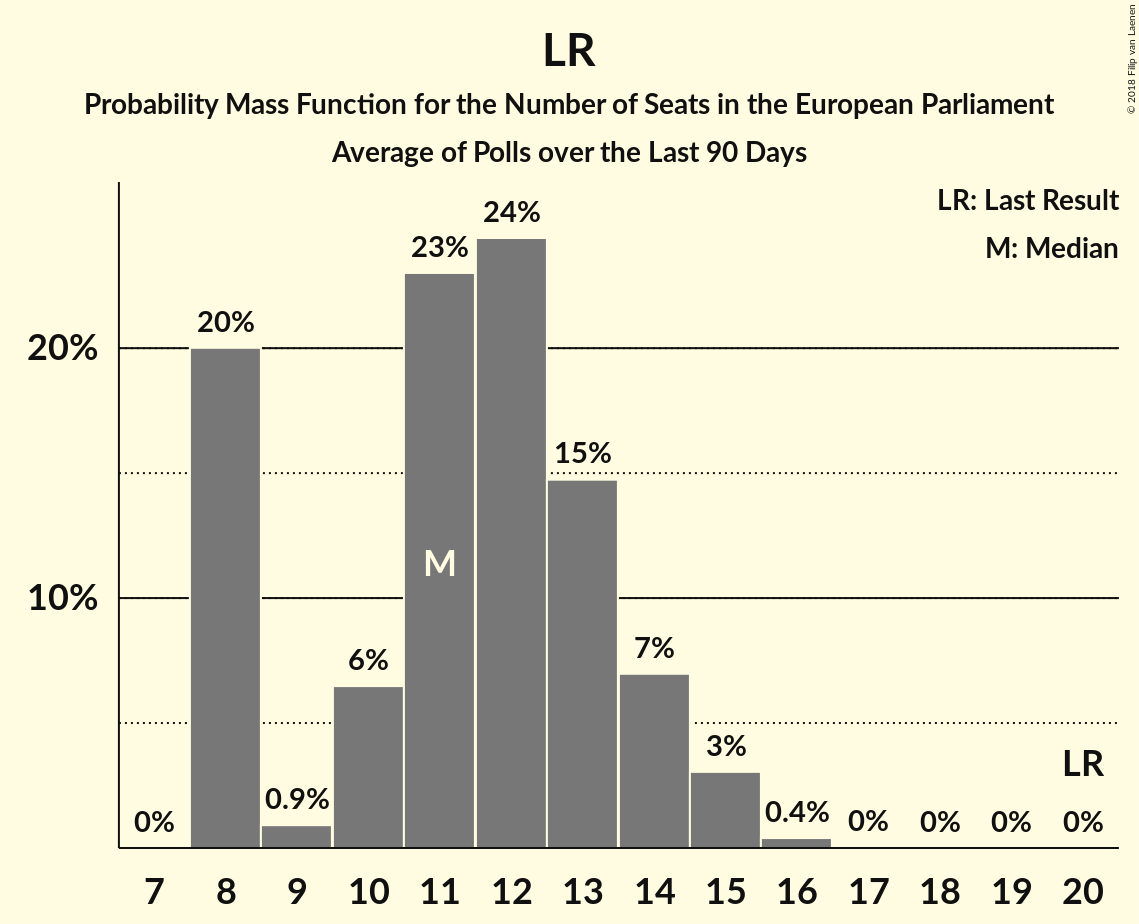 LR
Probability Mass Function for the Number of Seats in the European Parliament
Average of Polls over the Last 90 Days
© 2018 Filip van Laenen
LR: Last Result
M: Median
24%
23%
20%
20%
15%
M
10%
7%
6%
3%
LR
0.9%
0.4%
0%
0%
0%
0%
0%
7 8 9 10 11 12 13 14 15 16 17 18 19 20